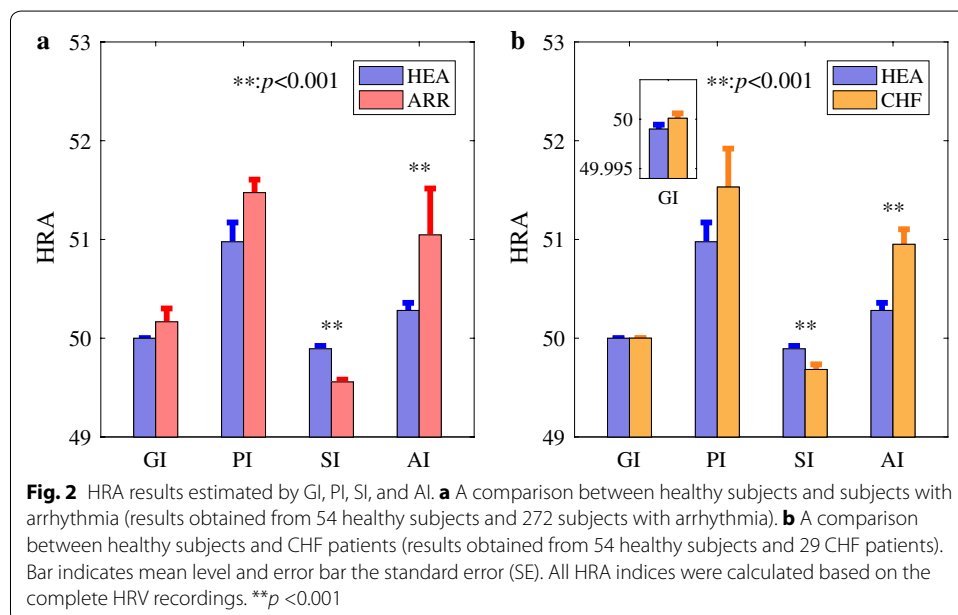 a
53
52
51
50
49
HRA
**:p<0.001
HEA
ARR
**
**
GI PI SI AI
b
53
52
51
50
49
HRA
50
49.995
GI
**:p<0.001
HEA
CHF
**
**
GI PI SI AI
Fig. 2 HRA results estimated by GI, PI, SI, and AI. a A comparison between healthy subjects and subjects with
arrhythmia (results obtained from 54 healthy subjects and 272 subjects with arrhythmia). b A comparison
between healthy subjects and CHF patients (results obtained from 54 healthy subjects and 29 CHF patients).
Bar indicates mean level and error bar the standard error (SE). All HRA indices were calculated based on the
complete HRV recordings. **p <0.001